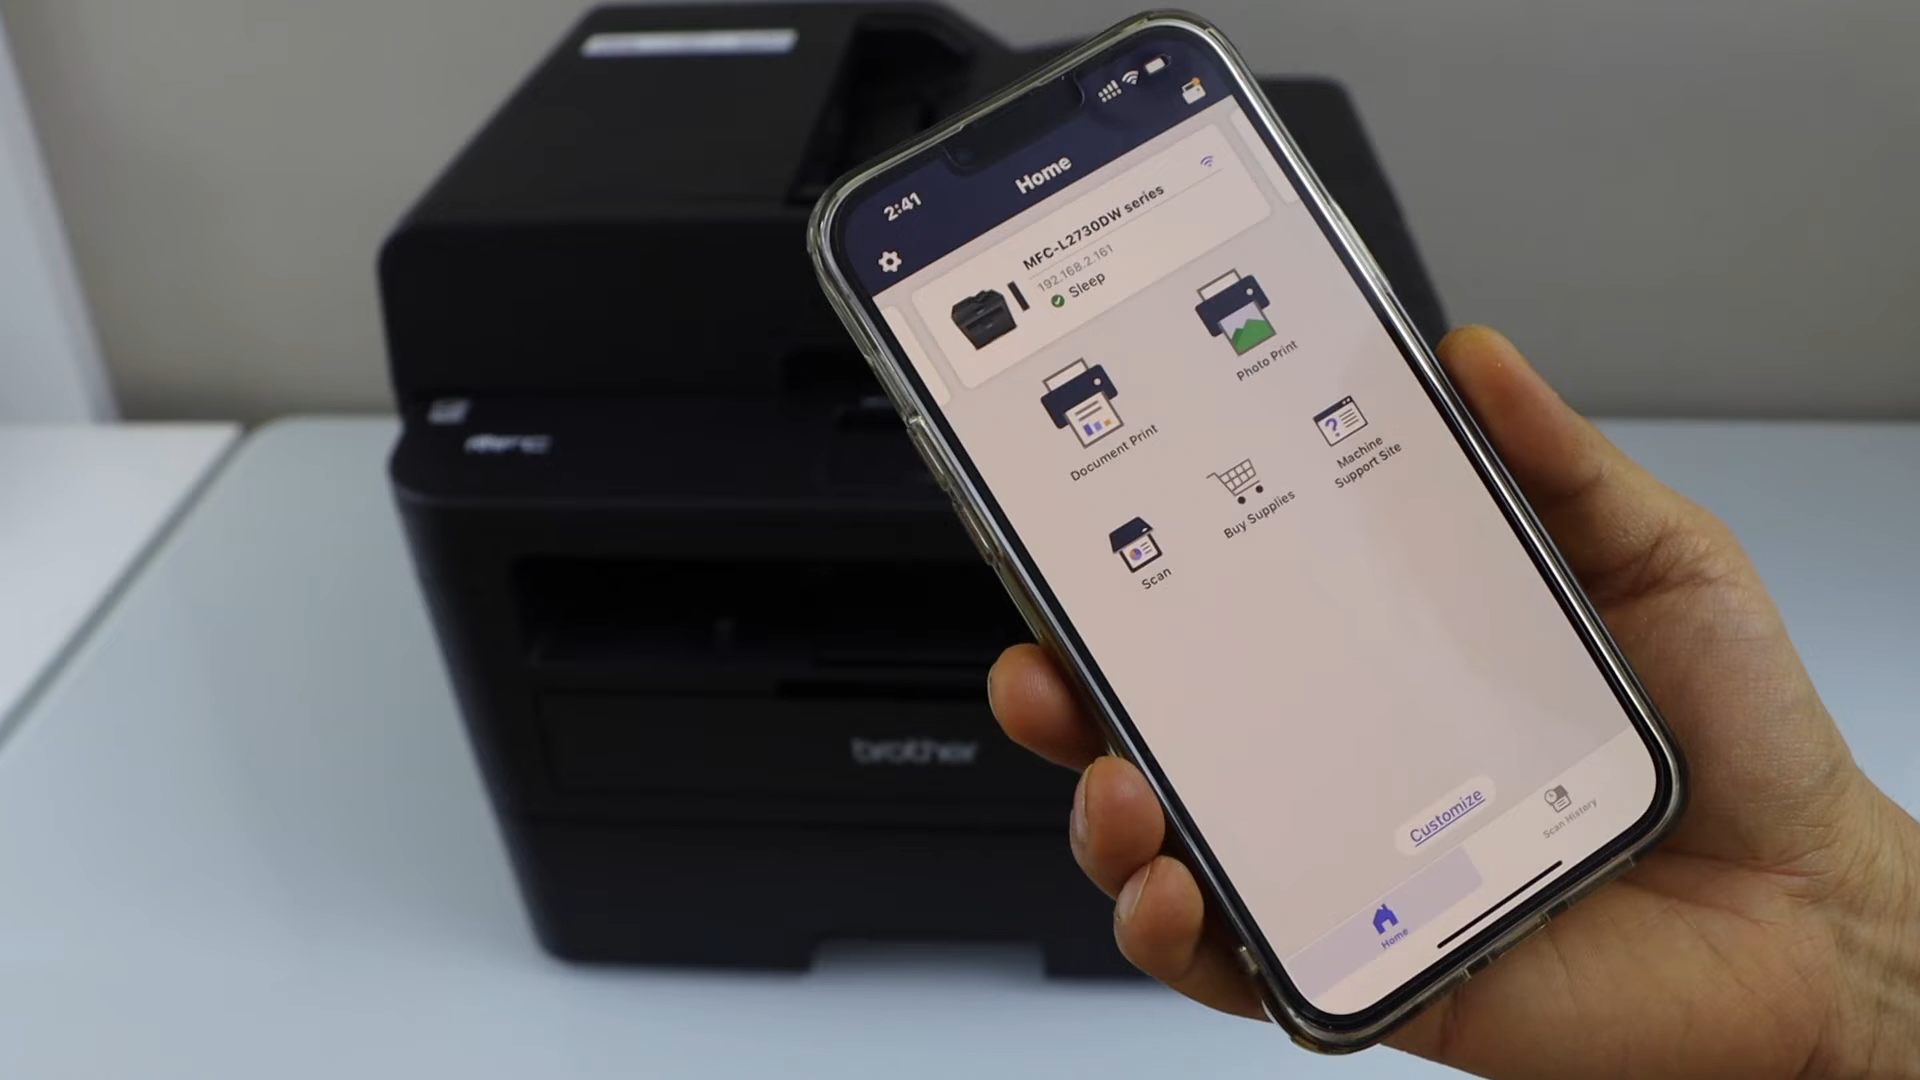 2:41
Home
MFC-L2730DW series
192.168.2.161
Sleep
Document Print
Photo Print
Scan
Buy Supplies
Machine
Support Site
Customize
Home
Scan History
MFC
brother